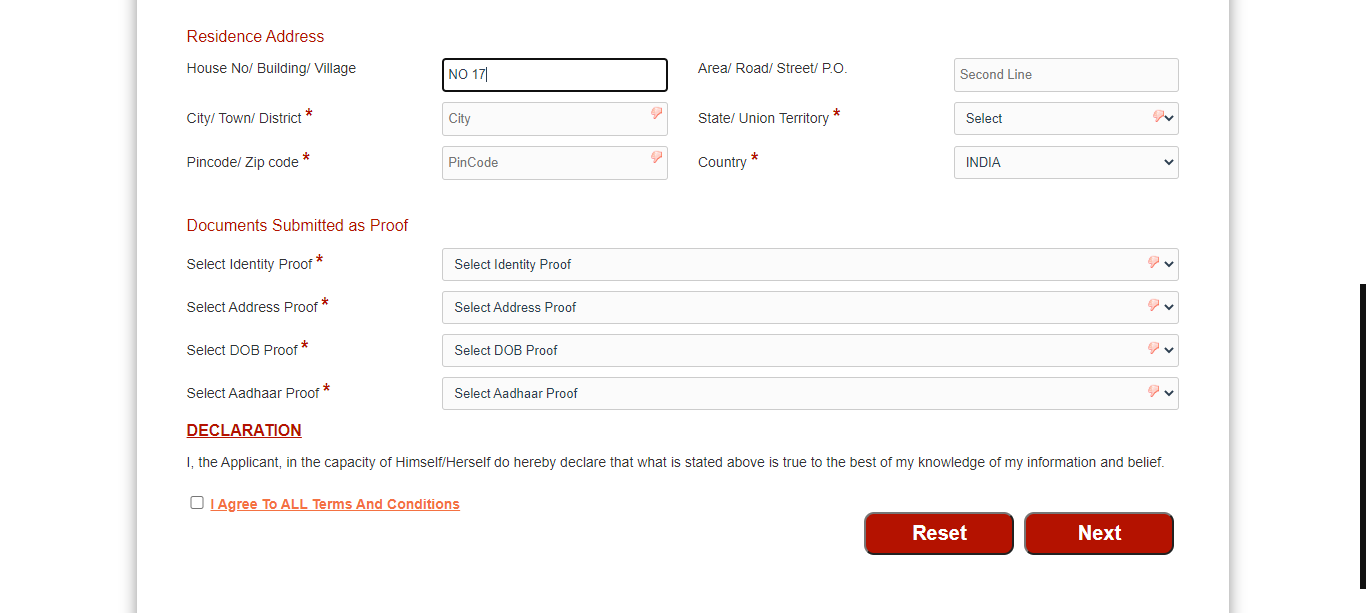 Residence Address
House No/ Building/ Village NO 17 Area/ Road/ Street/ P.O. Second Line
City/ Town/ District * City State/ Union Territory * Select
Pincode/ Zip code * PinCode Country * INDIA
Documents Submitted as Proof
Select Identity Proof * Select Identity Proof
Select Address Proof * Select Address Proof
Select DOB Proof * Select DOB Proof
Select Aadhaar Proof * Select Aadhaar Proof
DECLARATION
I, the Applicant, in the capacity of Himself/Herself do hereby declare that what is stated above is true to the best of my knowledge of my information and belief.
I Agree To ALL Terms And Conditions
Reset Next